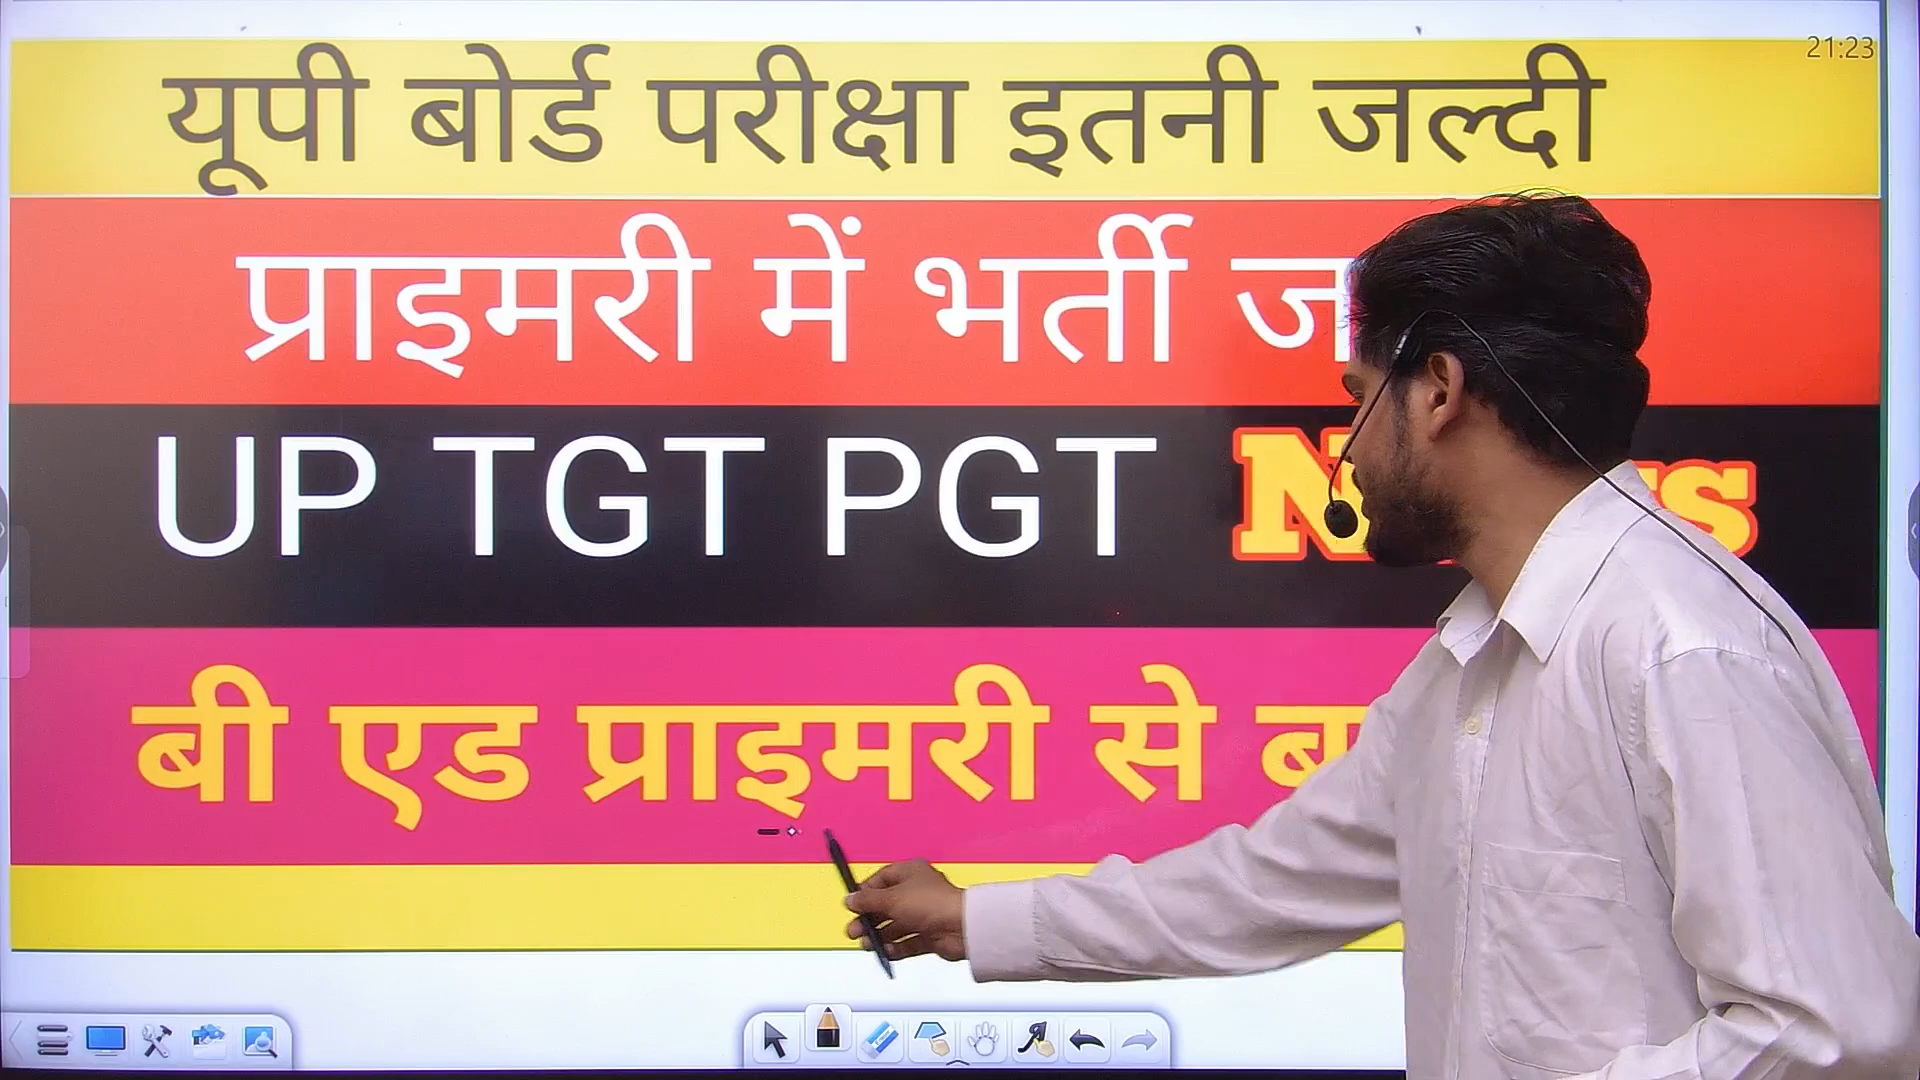 21:23
यूपी बोर्ड परीक्षा इतनी जल्दी
प्राइमरी में भर्ती
UP TGT PGT
बी एड प्राइमरी से